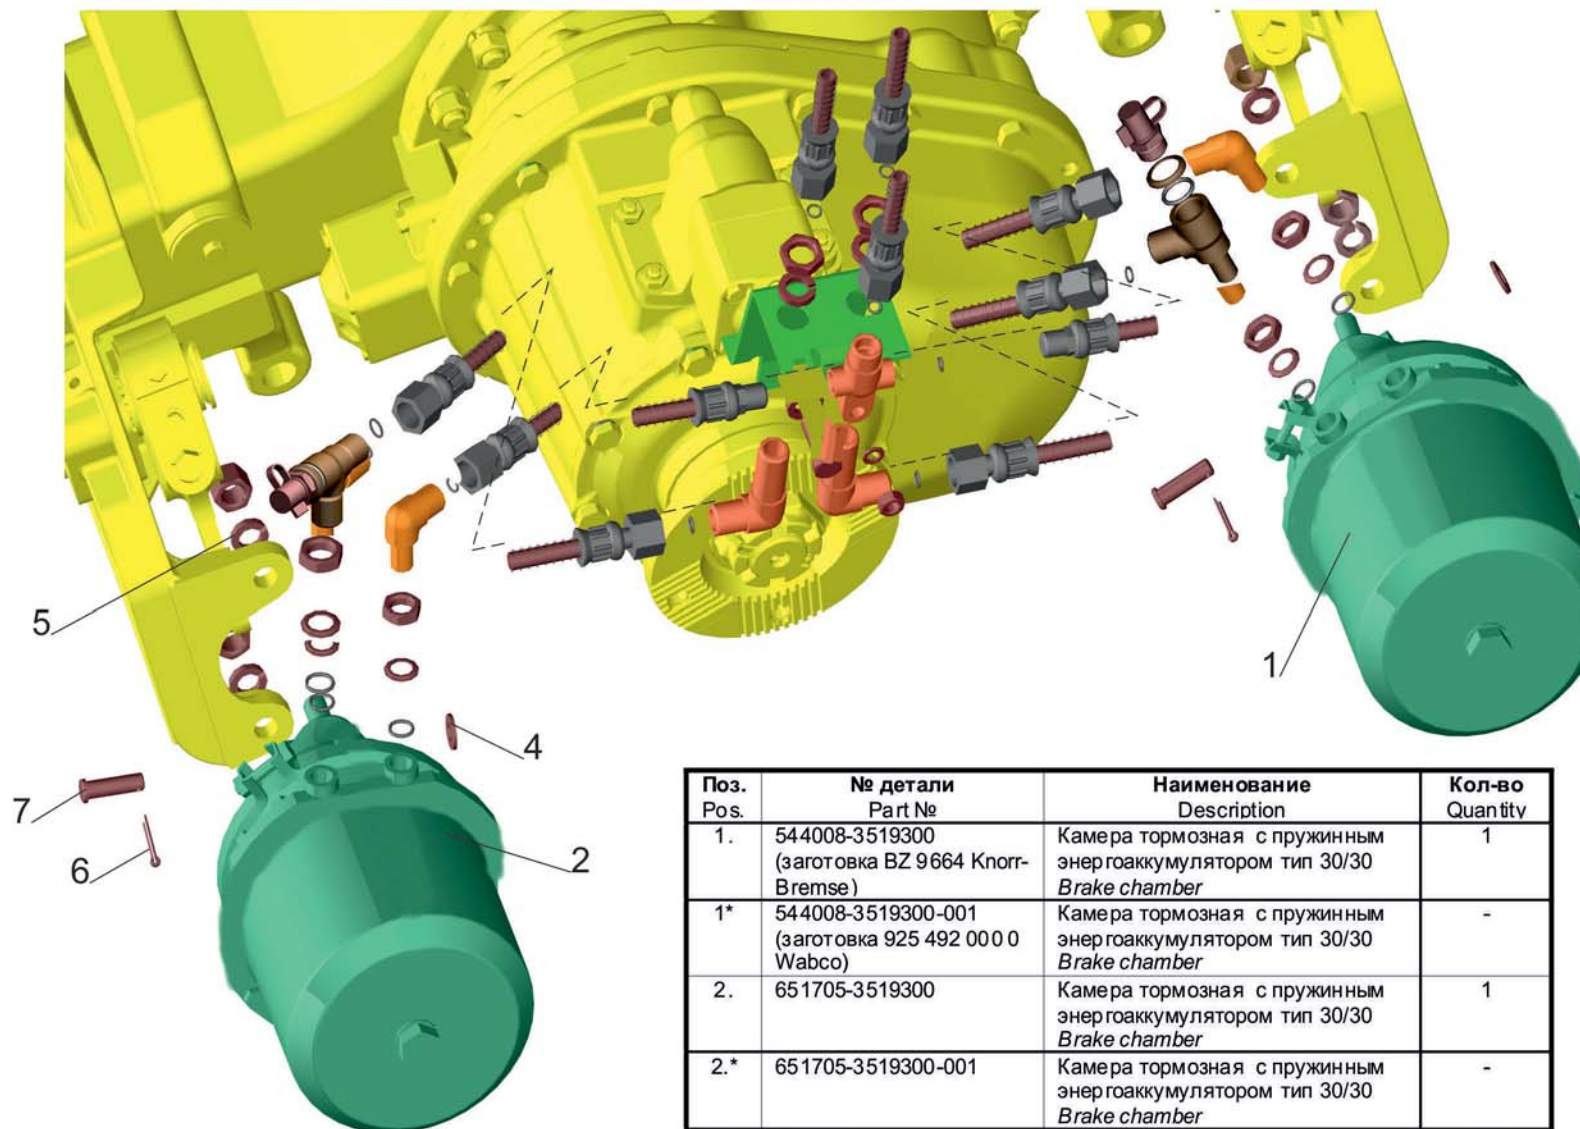 5
4
7
6
2
1
Поз. № детали Наименование Кол-во
Pos. Part № Description Quantity
1. 544008-3519300 Камера тормозная с пружинным 1
(заготовка BZ 9664 Knorr- энергоаккумулятором тип 30/30
Bremse) Brake chamber
1* 544008-3519300-001 Камера тормозная с пружинным -
(заготовка 925 492 000 0 энергоаккумулятором тип 30/30
Wabco) Brake chamber
2. 651705-3519300 Камера тормозная с пружинным 1
энергоаккумулятором тип 30/30
Brake chamber
2.* 651705-3519300-001 Камера тормозная с пружинным -
энергоаккумулятором тип 30/30
Brake chamber